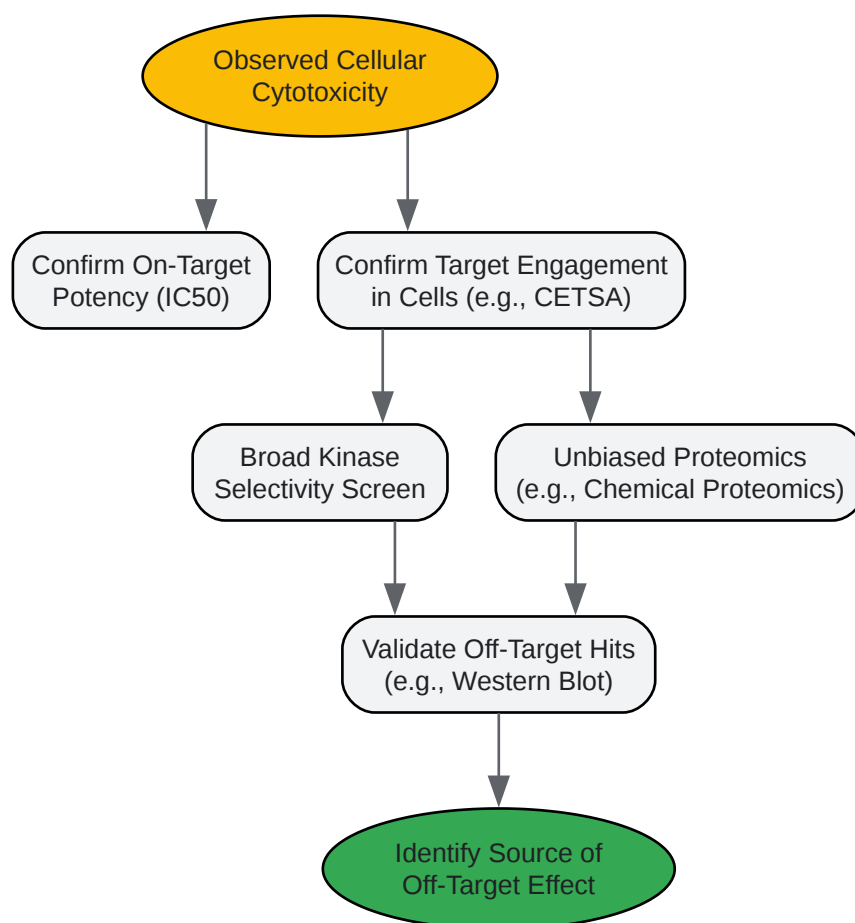 Observed Cellular
Cytotoxicity
Confirm On-Target
Potency (IC50)
Confirm Target Engagement
in Cells (e.g., CETSA)
Broad Kinase
Selectivity Screen
Unbiased Proteomics
(e.g., Chemical Proteomics)
Validate Off-Target Hits
(e.g., Western Blot)
Identify Source of
Off-Target Effect